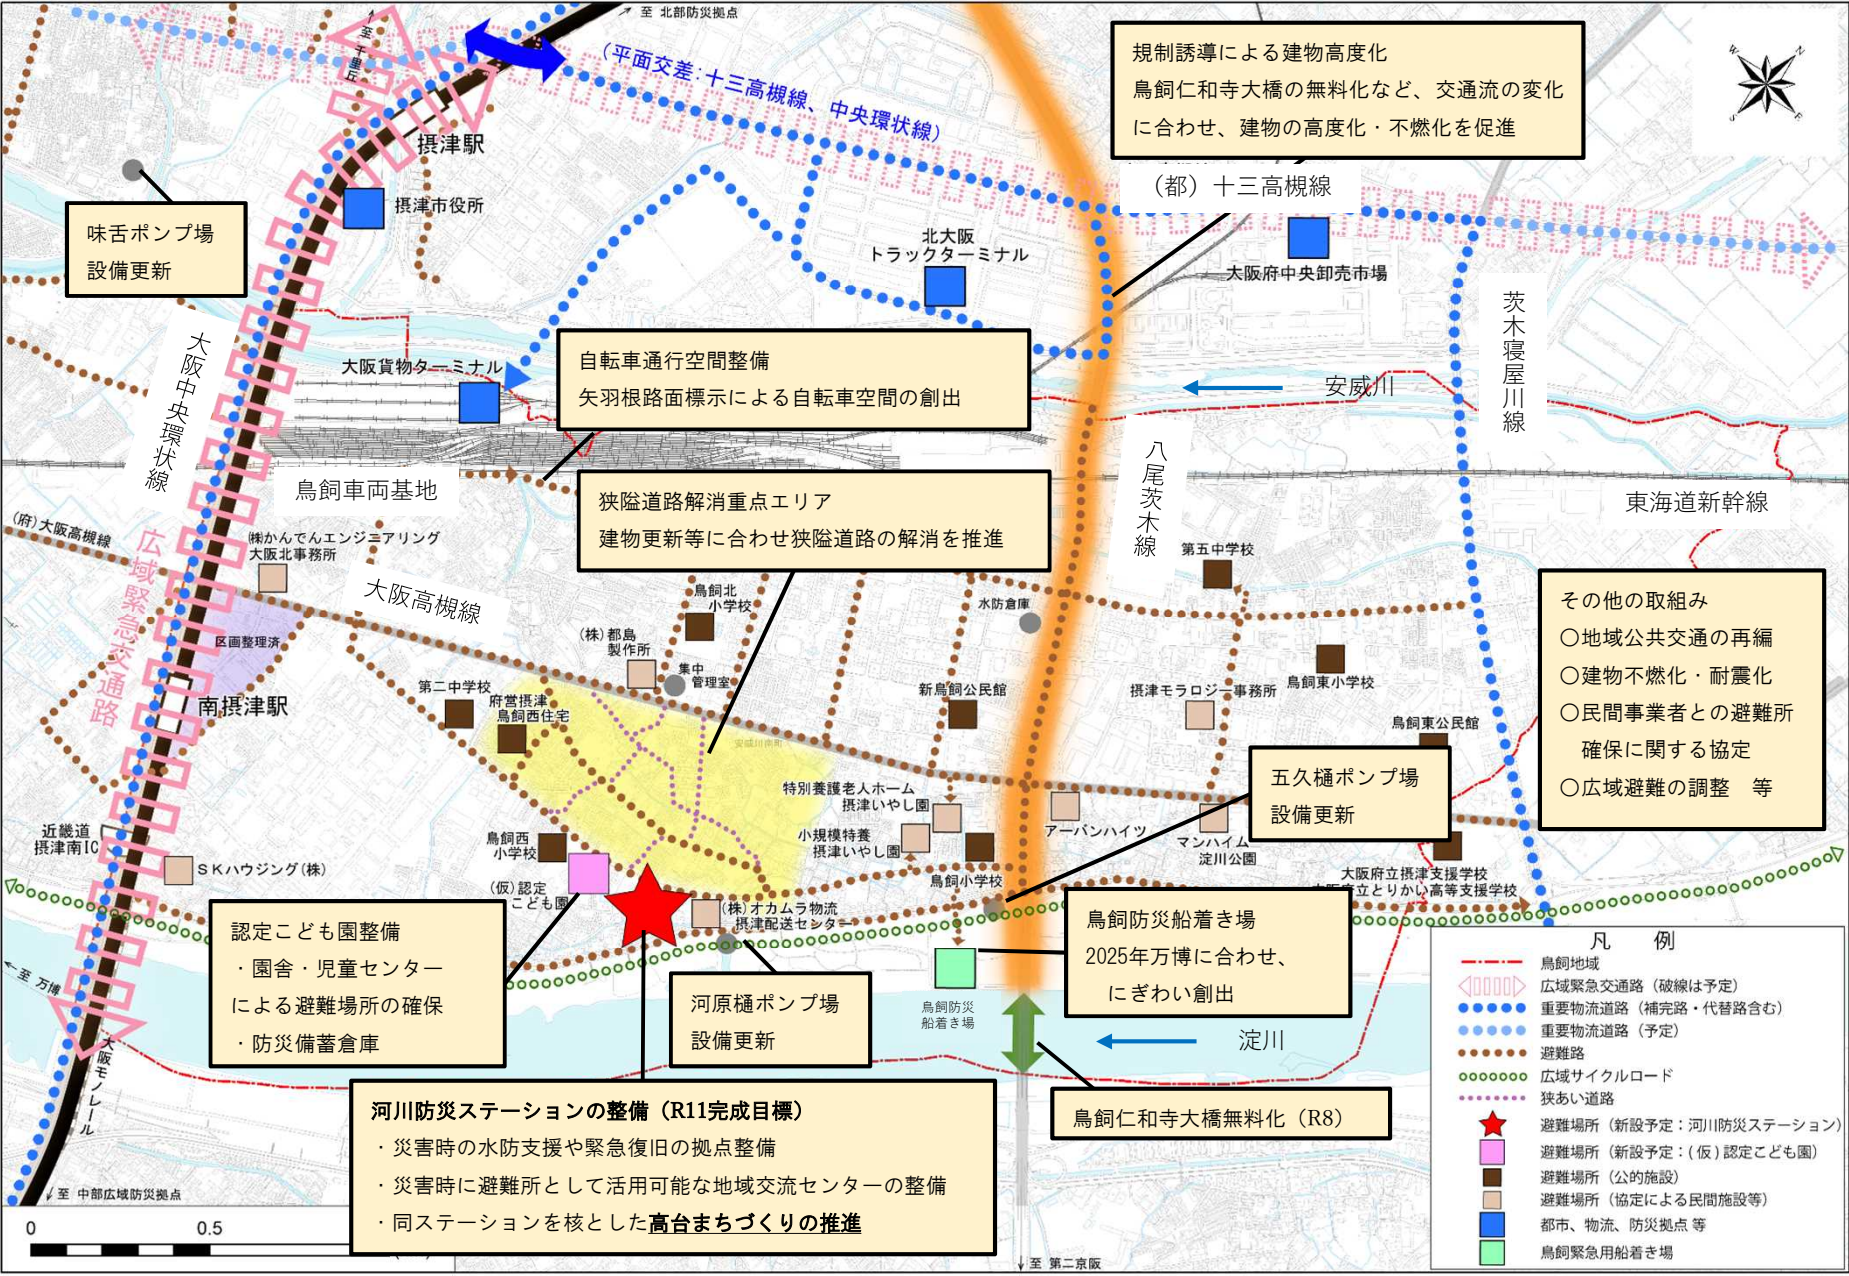 至 北部防災拠点
至 千里丘
(平面交差:十三高槻線、中央環状線)
規制誘導による建物高度化
鳥飼仁和寺大橋の無料化など、交通流の変化
に合わせ、建物の高度化・不燃化を促進
N
W
S
E
摂津駅
摂津市役所
(都)十三高槻線
味舌ポンプ場
設備更新
北大阪
トラックターミナル
大阪府中央卸売市場
大阪中央環状線
大阪貨物ターミナル
自転車通行空間整備
矢羽根路面標示による自転車空間の創出
安威川
茨木寝屋川線
八尾茨木線
鳥飼車両基地
狭隘道路解消重点エリア
建物更新等に合わせ狭隘道路の解消を推進
東海道新幹線
(府)大阪高槻線
広域緊急交通路
(株)かんでんエンジニアリング
大阪北事務所
大阪高槻線
第五中学校
鳥飼北
小学校
水防倉庫
その他の取組み
〇地域公共交通の再編
〇建物不燃化・耐震化
〇民間事業者との避難所
確保に関する協定
〇広域避難の調整 等
区画整理済
(株)都島
製作所
集中
管理室
南摂津駅
第二中学校
府営摂津
鳥飼西住宅
新鳥飼公民館
摂津モラロジー事務所
鳥飼東小学校
鳥飼東公民館
安威川南町
五久樋ポンプ場
設備更新
特別養護老人ホーム
摂津いやし園
小規模特養
摂津いやし園
アーバンハイツ
マンハイム
淀川公園
近畿道
摂津南IC
SKハウジング(株)
鳥飼西
小学校
(仮)認定
こども園
鳥飼小学校
大阪府立摂津支援学校
大阪府立とりかい高等支援学校
(株)オカムラ物流
摂津配送センター
認定こども園整備
・園舎・児童センター
による避難場所の確保
・防災備蓄倉庫
河原樋ポンプ場
設備更新
鳥飼防災船着き場
2025年万博に合わせ、
にぎわい創出
鳥飼防災
船着き場
淀川
至 万博
大阪モノレール
河川防災ステーションの整備(R11完成目標)
・災害時の水防支援や緊急復旧の拠点整備
・災害時に避難所として活用可能な地域交流センターの整備
・同ステーションを核とした高台まちづくりの推進
鳥飼仁和寺大橋無料化(R8)
至 中部広域防災拠点
0 0.5
至 第二京阪
凡 例
鳥飼地域
広域緊急交通路(破線は予定)
重要物流道路(補完路・代替路含む)
重要物流道路(予定)
避難路
広域サイクルロード
狭あい道路
避難場所(新設予定:河川防災ステーション)
避難場所(新設予定:(仮)認定こども園)
避難場所(公的施設)
避難場所(協定による民間施設等)
都市、物流、防災拠点 等
鳥飼緊急用船着き場